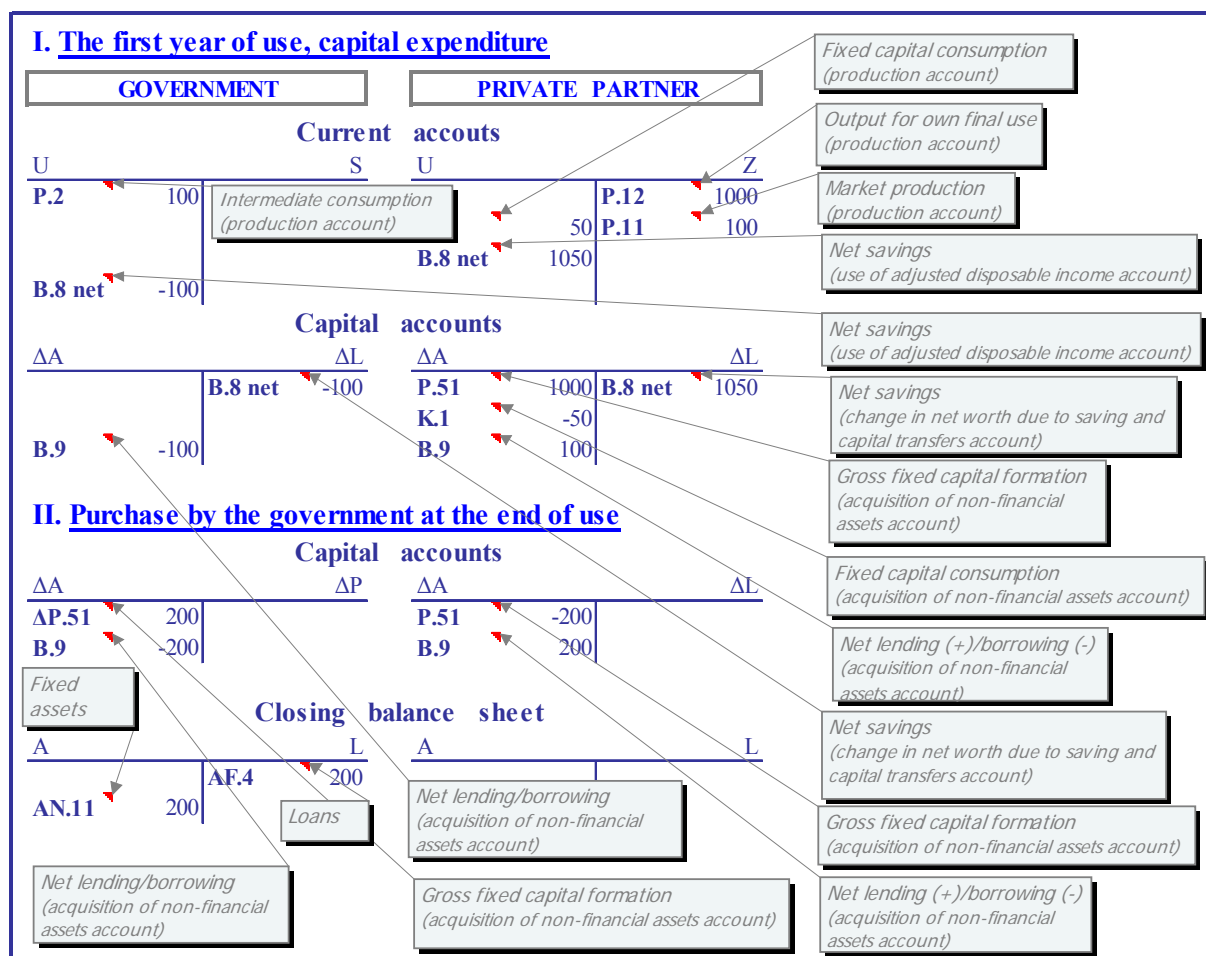 I. The first year of use, capital expenditure
GOVERNMENT
PRIVATE PARTNER
Current accouts
U S
U Z
P.2 100
P.12 1000
50 P.11 100
B.8 net 1050
B.8 net -100
Intermediate consumption
(production account)
Fixed capital consumption
(production account)
Output for own final use
(production account)
Market production
(production account)
Net savings
(use of adjusted disposable income account)
Net savings
(use of adjusted disposable income account)
Capital accounts
ΔA ΔL
ΔA ΔL
B.8 net -100
P.51 1000 B.8 net 1050
K.1 -50
B.9 -100
B.9 100
Net savings
(change in net worth due to saving and
capital transfers account)
Gross fixed capital formation
(acquisition of non-financial
assets account)
II. Purchase by the government at the end of use
Capital accounts
ΔA ΔP
ΔA ΔL
ΔP.51 200
P.51 -200
B.9 -200
B.9 200
Fixed capital consumption
(acquisition of non-financial assets account)
Net lending (+)/borrowing (-)
(acquisition of non-financial
assets account)
Fixed
assets
Closing balance sheet
A L
A L
AF.4 200
AN.11 200
Loans
Net lending/borrowing
(acquisition of non-financial
assets account)
Net savings
(change in net worth due to saving and
capital transfers account)
Gross fixed capital formation
(acquisition of non-financial assets account)
Net lending/borrowing
(acquisition of non-financial
assets account)
Gross fixed capital formation
(acquisition of non-financial assets account)
Net lending (+)/borrowing (-)
(acquisition of non-financial
assets account)